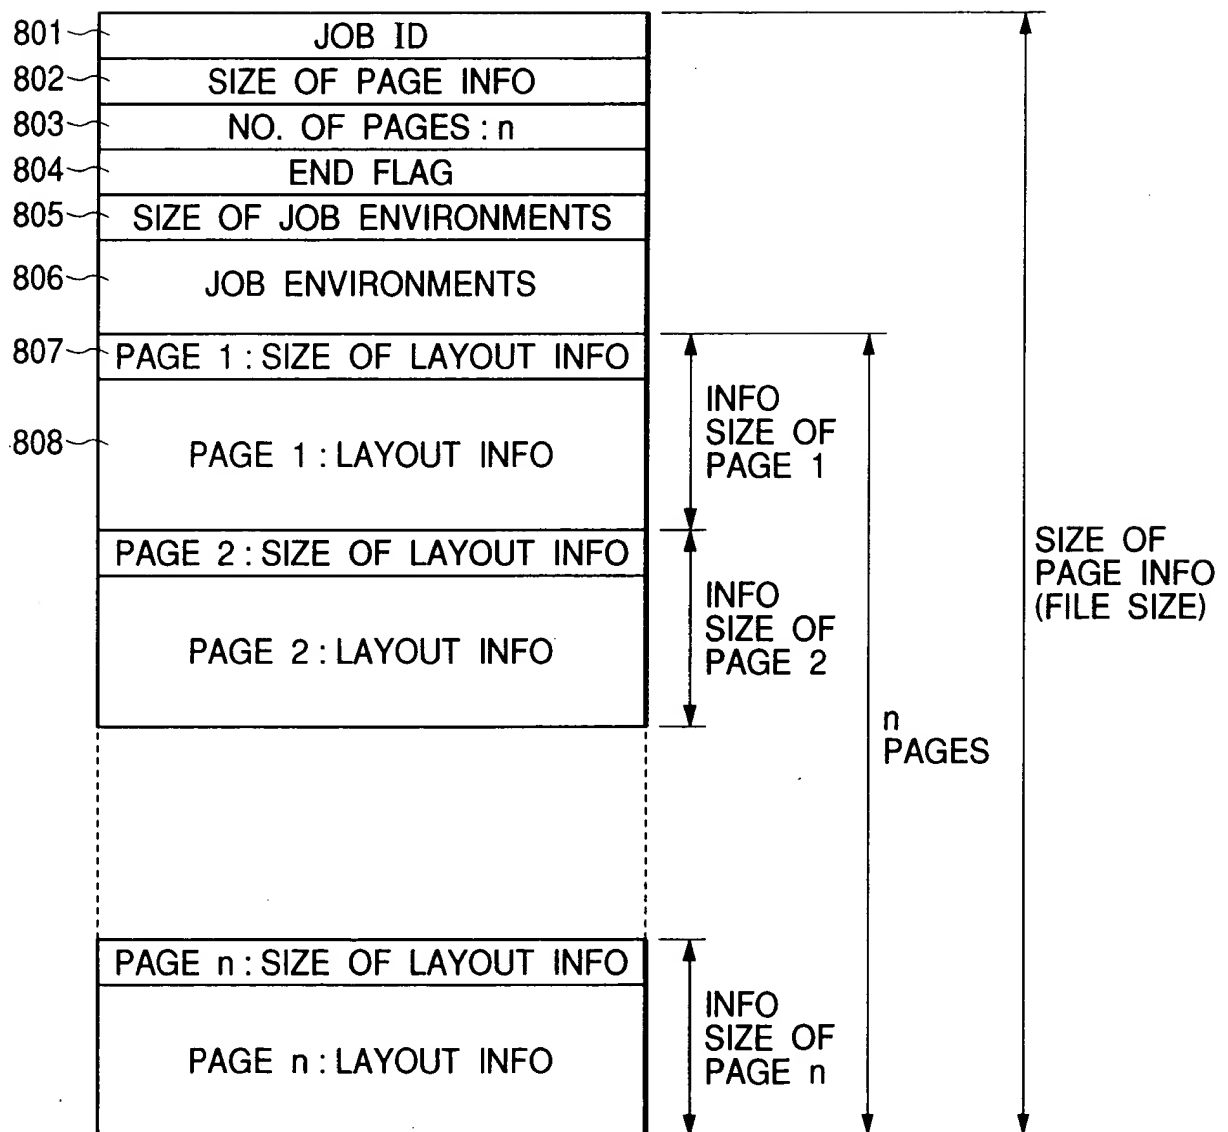 801 JOB ID
802 SIZE OF PAGE INFO
803 NO. OF PAGES : n
804 END FLAG
805 SIZE OF JOB ENVIRONMENTS
806 JOB ENVIRONMENTS
807 PAGE 1 : SIZE OF LAYOUT INFO
808 PAGE 1 : LAYOUT INFO
INFO
SIZE OF
PAGE 1
PAGE 2 : SIZE OF LAYOUT INFO
PAGE 2 : LAYOUT INFO
INFO
SIZE OF
PAGE 2
SIZE OF
PAGE INFO
(FILE SIZE)
n
PAGES
PAGE n : SIZE OF LAYOUT INFO
PAGE n : LAYOUT INFO
INFO
SIZE OF
PAGE n